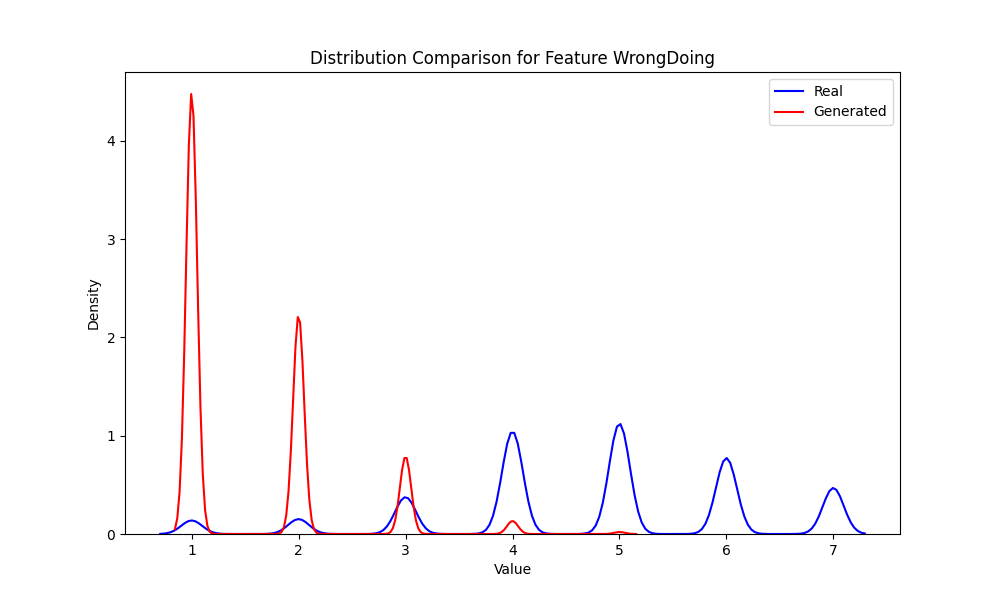 Distribution Comparison for Feature WrongDoing
Real
Generated
Density
4
3
2
1
0
1 2 3 4 5 6 7
Value